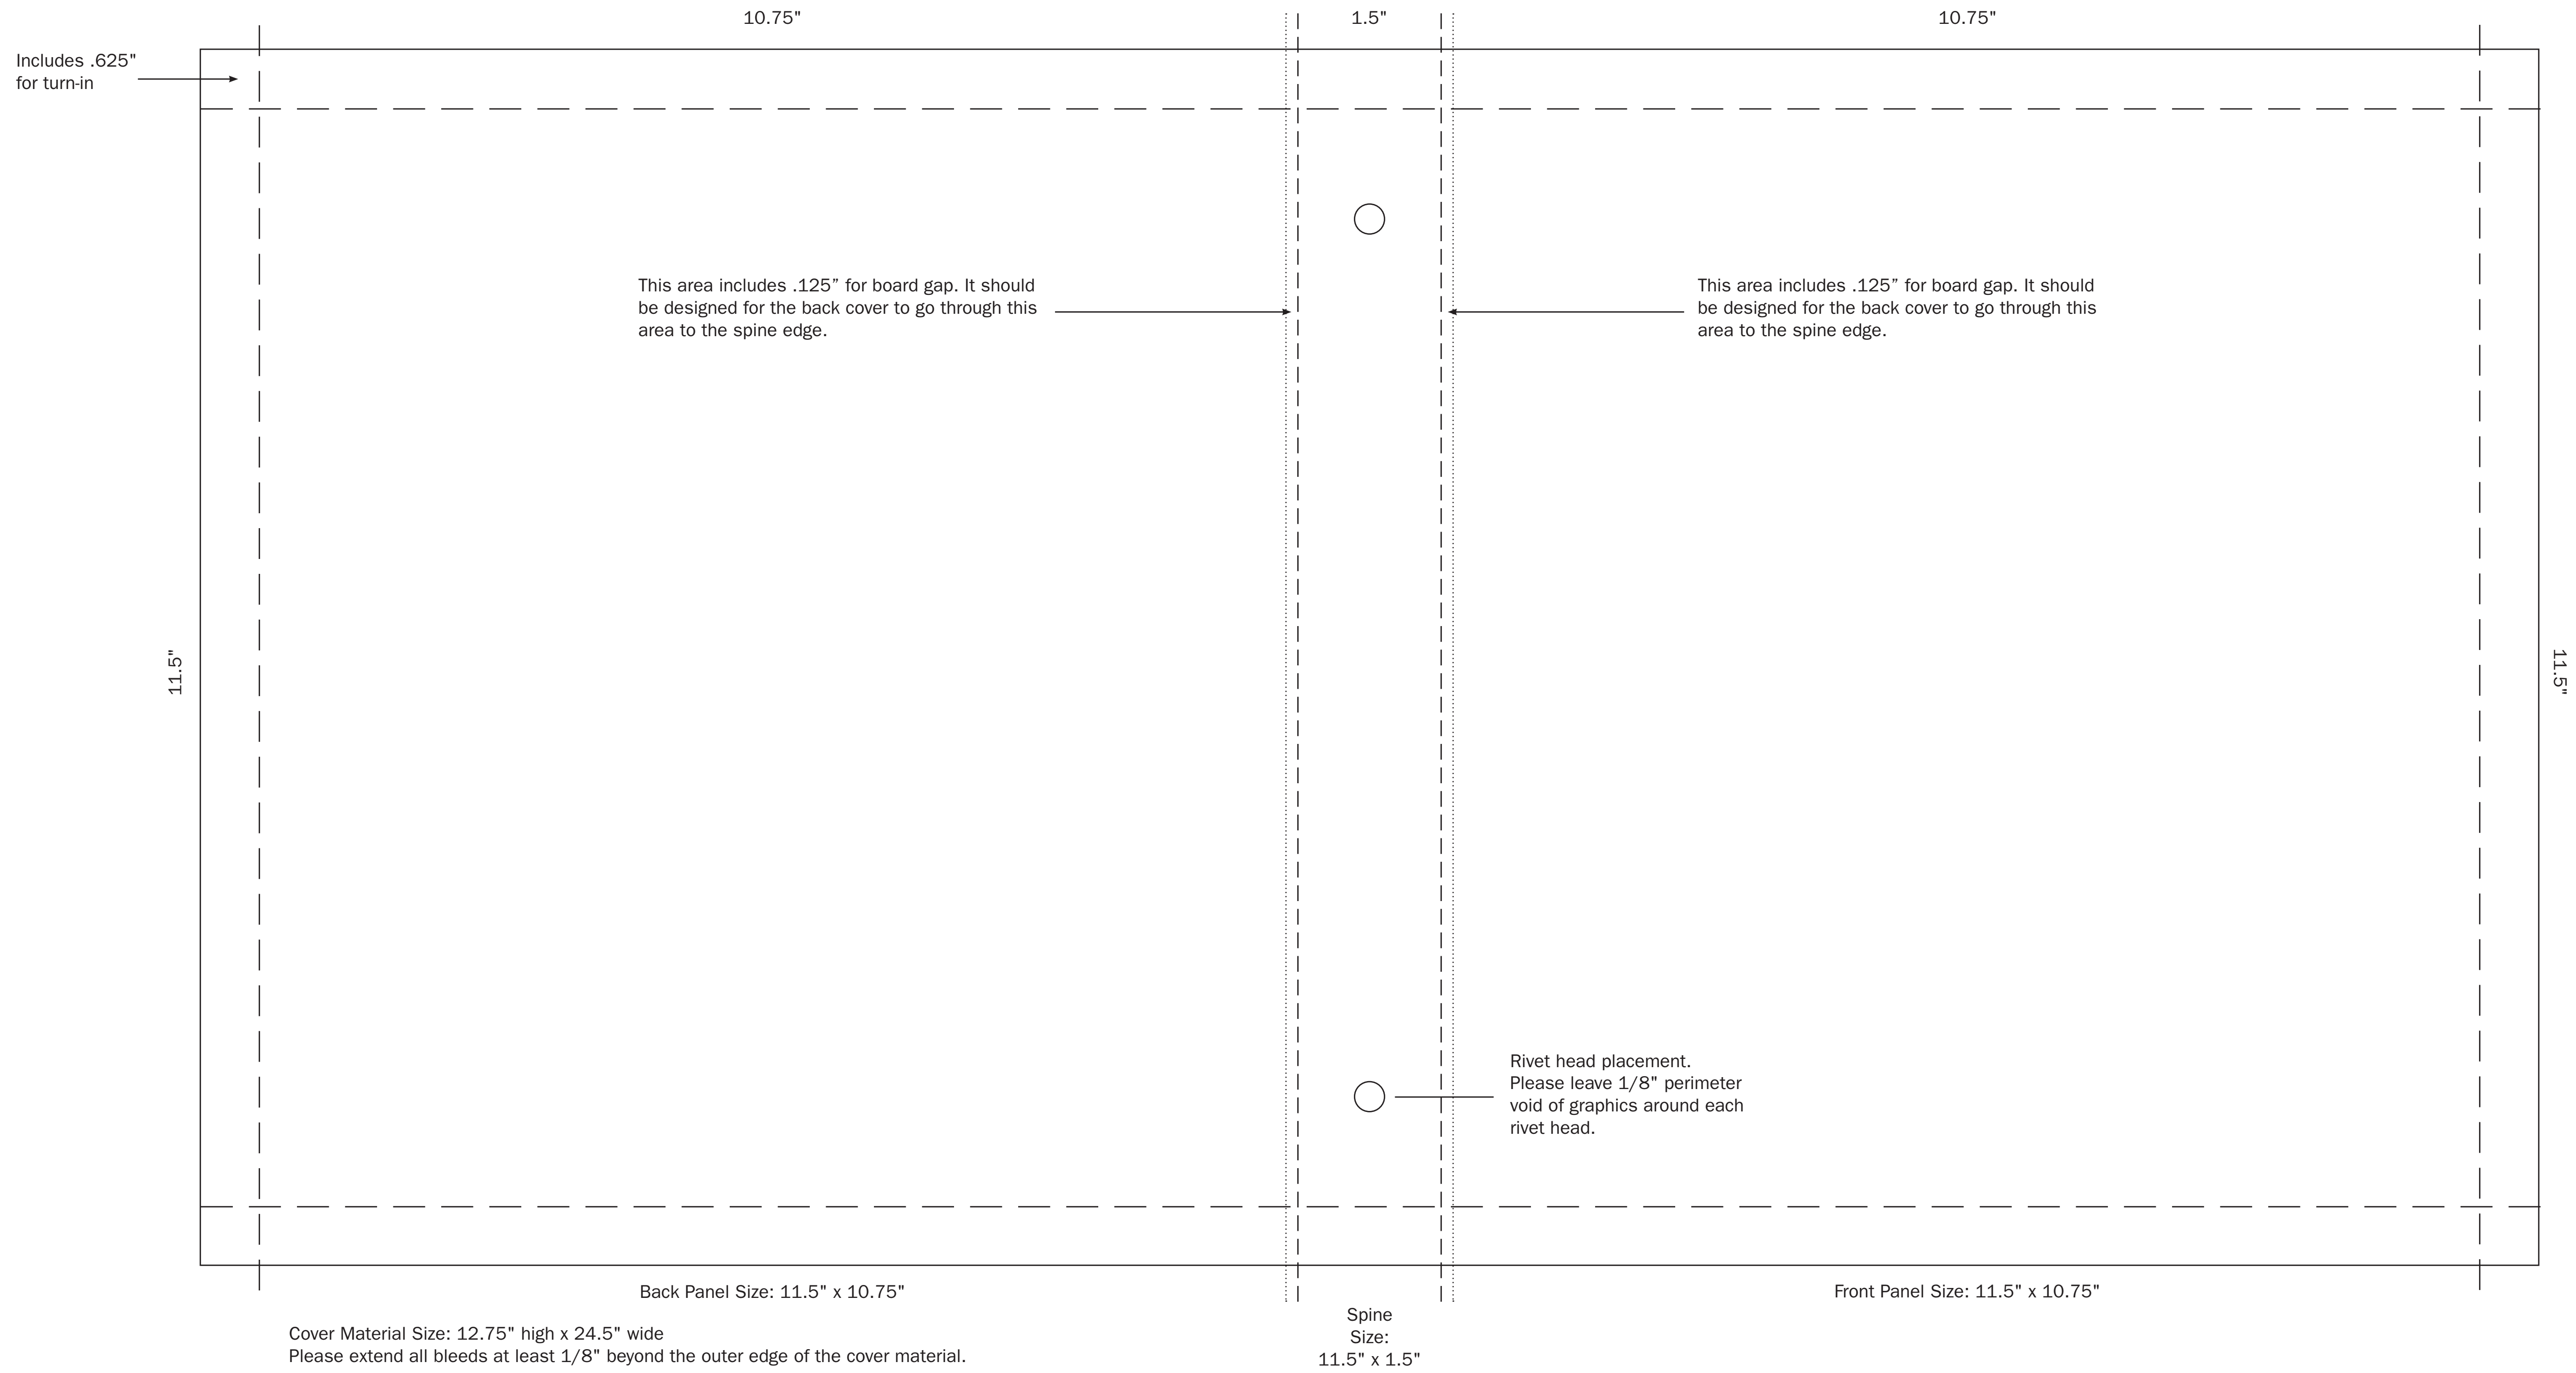 10.75"
1.5"
10.75"
Includes .625"
for turn-in
This area includes .125” for board gap. It should
be designed for the back cover to go through this
area to the spine edge.
This area includes .125” for board gap. It should
be designed for the back cover to go through this
area to the spine edge.
11.5"
11.5"
Rivet head placement.
Please leave 1/8" perimeter
void of graphics around each
rivet head.
Back Panel Size: 11.5" x 10.75"
Front Panel Size: 11.5" x 10.75"
Spine
Size:
11.5" x 1.5"
Cover Material Size: 12.75" high x 24.5" wide
Please extend all bleeds at least 1/8" beyond the outer edge of the cover material.